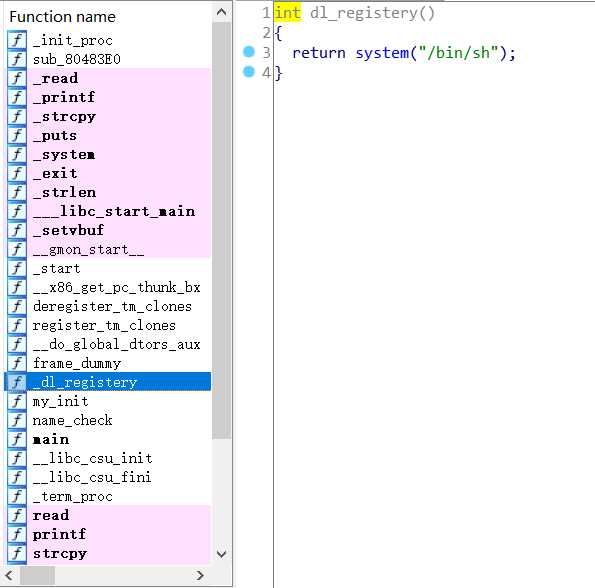 Function name
_init_proc
sub_80483E0
_read
_printf
_strcpy
_puts
_system
_exit
_strlen
___libc_start_main
_setvbuf
__gmon_start__
_start
__x86_get_pc_thunk_bx
deregister_tm_clones
register_tm_clones
__do_global_dtors_aux
frame_dummy
_dl_registery
my_init
name_check
main
__libc_csu_init
__libc_csu_fini
_term_proc
read
printf
strcpy
1 int dl_registery()
2 {
3   return system("/bin/sh");
4 }